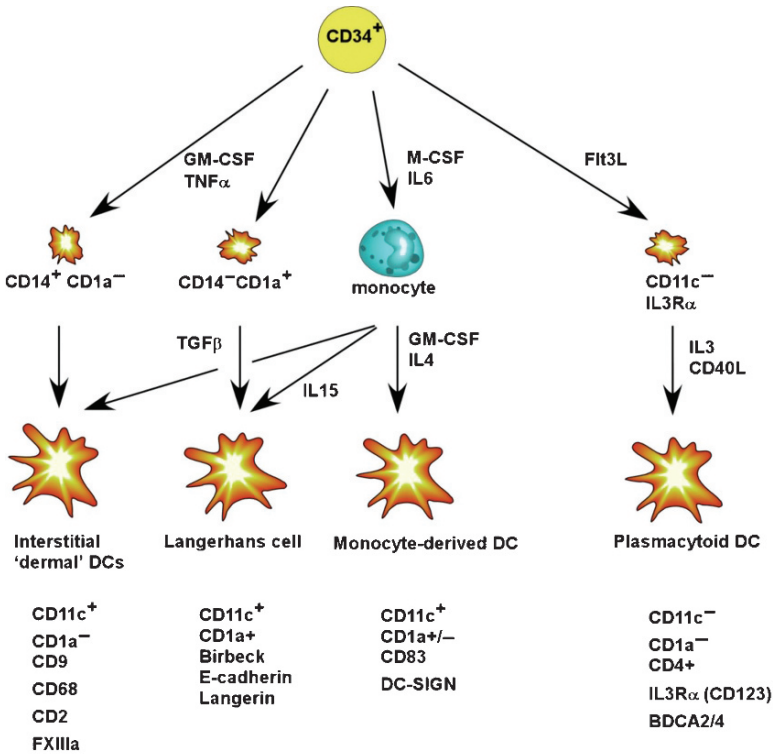 CD34+
GM-CSF
TNFα
M-CSF
IL6
Flt3L
CD14+ CD1a–
CD14–CD1a+
monocyte
CD11c–
IL3Rα
TGFβ
IL15
GM-CSF
IL4
IL3
CD40L
Interstitial
‘dermal’ DCs
Langerhans cell
Monocyte-derived DC
Plasmacytoid DC
CD11c+
CD1a–
CD9
CD68
CD2
FXIIIa
CD11c+
CD1a+
Birbeck
E-cadherin
Langerin
CD11c+
CD1a+/–
CD83
DC-SIGN
CD11c–
CD1a–
CD4+
IL3Rα (CD123)
BDCA2/4